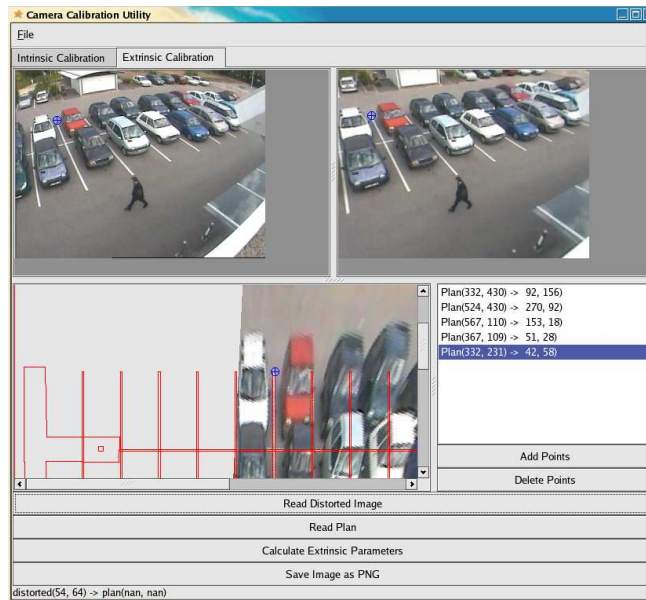 Camera Calibration Utility
File
Intrinsic Calibration
Extrinsic Calibration
Plan(332, 430) -> 92, 156)
Plan(524, 430) -> 270, 92)
Plan(567, 110) -> 153, 18)
Plan(367, 109) -> 51, 28)
Plan(332, 231) -> 42, 58)
Add Points
Delete Points
Read Distorted Image
Read Plan
Calculate Extrinsic Parameters
Save Image as PNG
distorted(54, 64) -> plan(nan, nan)